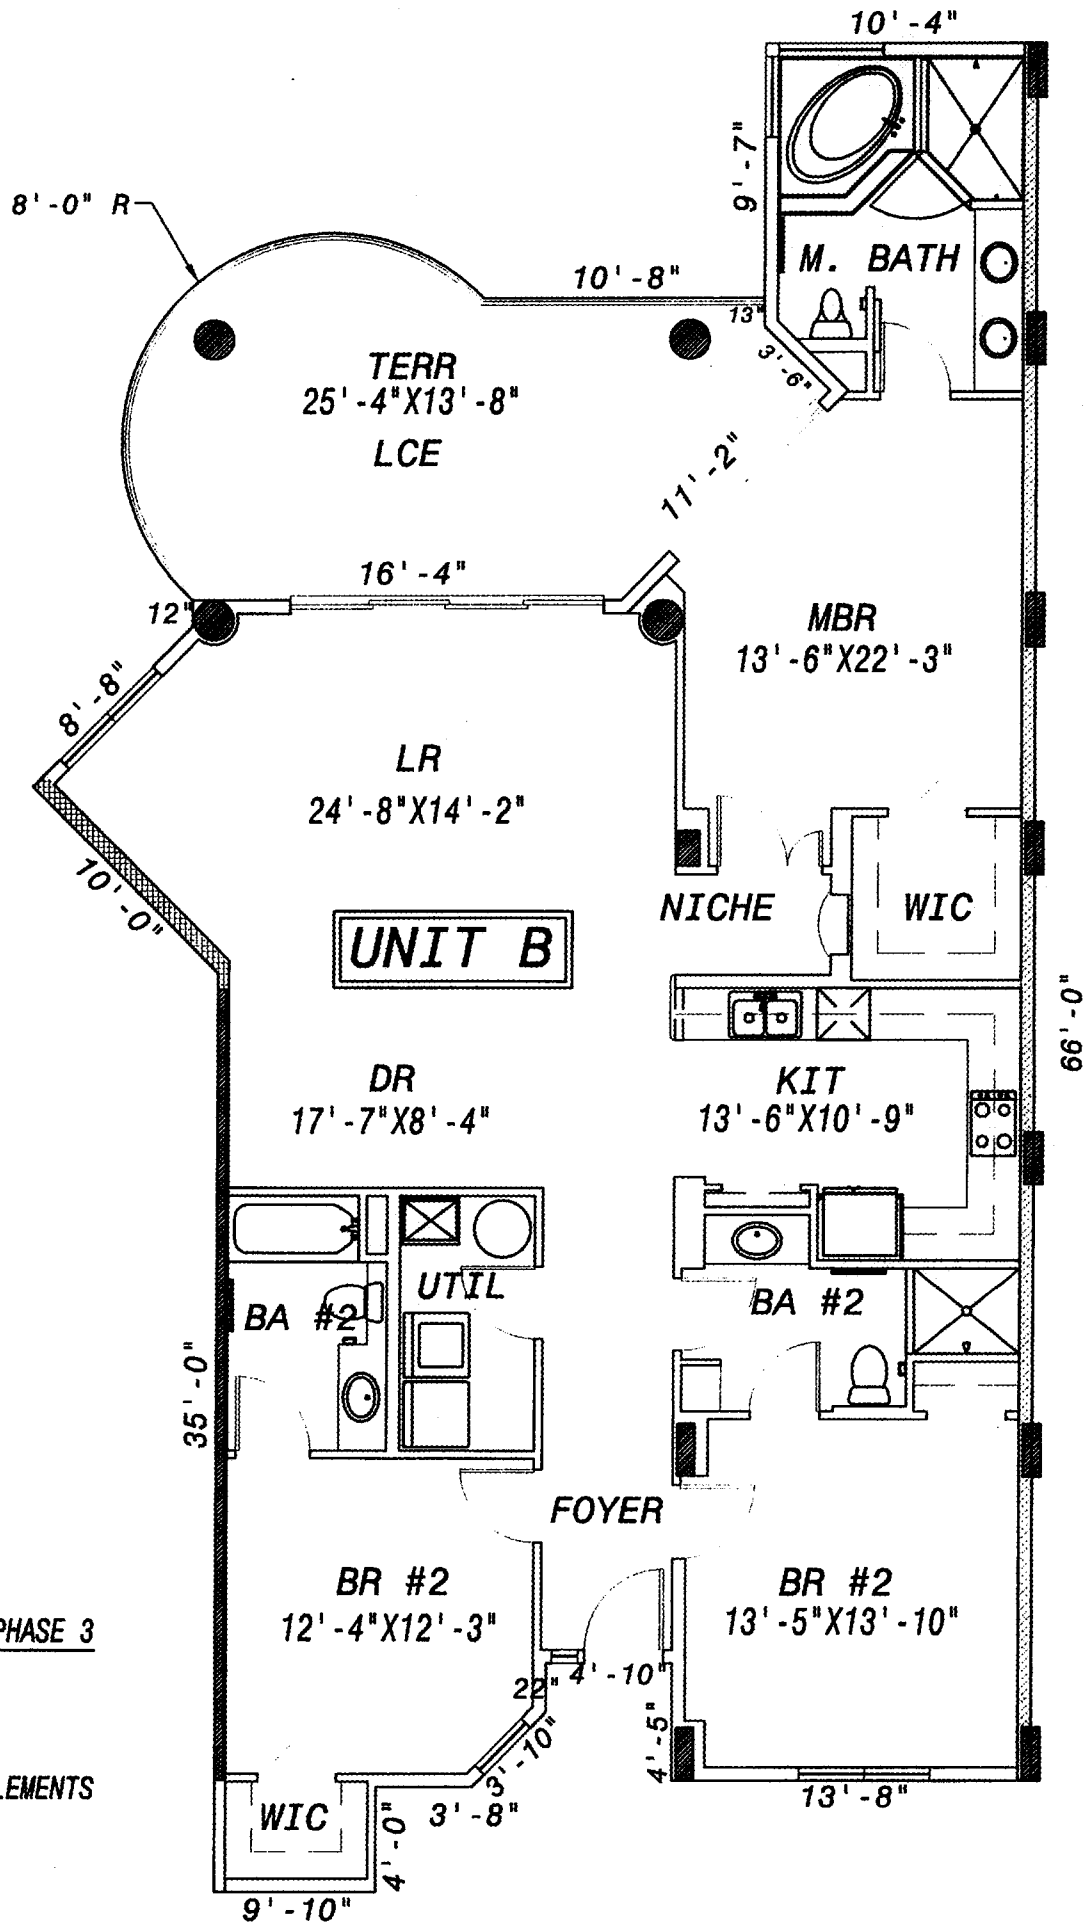 10'-4"
9'-7"
8'-0" R
M. BATH
10'-8"
13"
3'-6"
TERR
25'-4"X13'-8"
LCE
11'-2"
16'-4"
12"
MBR
13'-6"X22'-3"
8'-8"
LR
24'-8"X14'-2"
10'-0"
NICHE
WIC
UNIT B
66'-0"
DR
17'-7"X8'-4"
KIT
13'-6"X10'-9"
UTIL
BA #2
BA #2
35'-0"
FOYER
BR #2
12'-4"X12'-3"
BR #2
13'-5"X13'-10"
PHASE 3
4'-10"
22"
3'-10"
4'-5"
LEMENTS
13'-8"
WIC
3'-8"
4'-0"
9'-10"